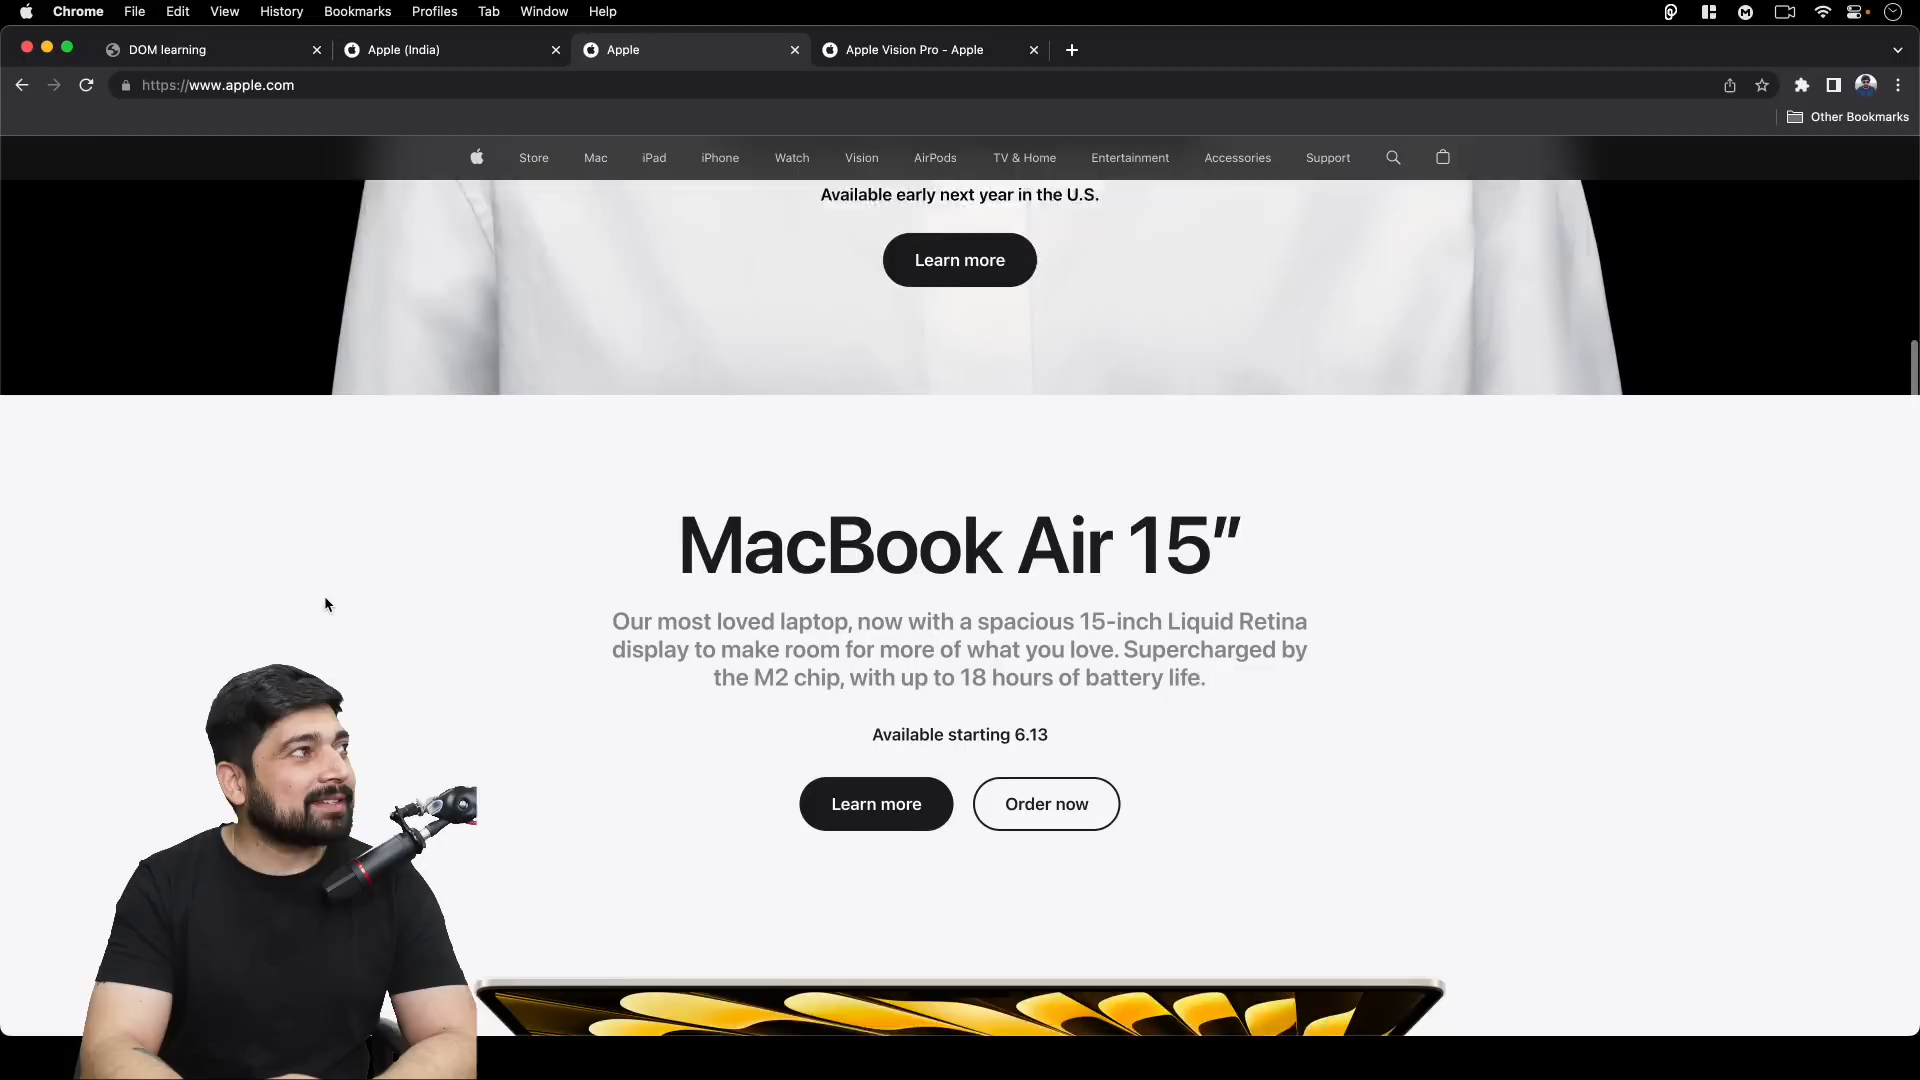 Chrome File Edit View History Bookmarks Profiles Tab Window Help
DOM learning
Apple (India)
Apple
Apple Vision Pro - Apple
https://www.apple.com
Other Bookmarks
Store Mac iPad iPhone Watch Vision AirPods TV & Home Entertainment Accessories Support
Available early next year in the U.S.
Learn more
MacBook Air 15″
Our most loved laptop, now with a spacious 15-inch Liquid Retina
display to make room for more of what you love. Supercharged by
the M2 chip, with up to 18 hours of battery life.
Available starting 6.13
Learn more
Order now